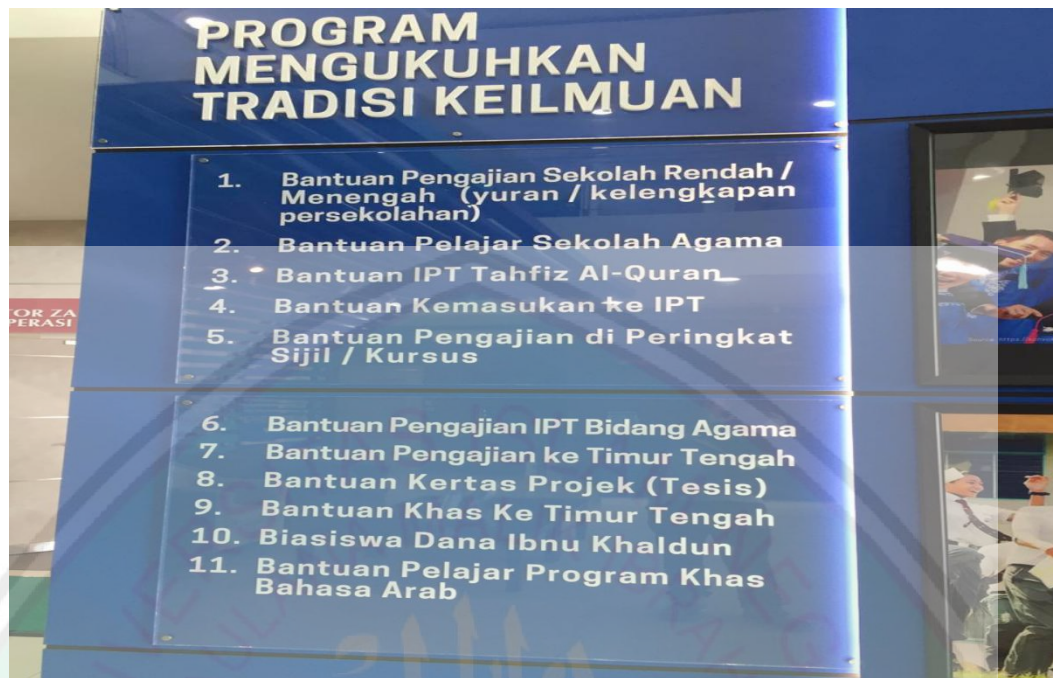 PROGRAM
MENGUKUHKAN
TRADISI KEILMUAN
1. Bantuan Pengajian Sekolah Rendah /
Menengah (yuran / kelengkapan
persekolahan)
2. Bantuan Pelajar Sekolah Agama
3. Bantuan IPT Tahfiz Al-Quran
4. Bantuan Kemasukan ke IPT
5. Bantuan Pengajian di Peringkat
Sijil / Kursus
6. Bantuan Pengajian IPT Bidang Agama
7. Bantuan Pengajian ke Timur Tengah
8. Bantuan Kertas Projek (Tesis)
9. Bantuan Khas Ke Timur Tengah
10. Biasiswa Dana Ibnu Khaldun
11. Bantuan Pelajar Program Khas
Bahasa Arab
TOR ZA
PERASI